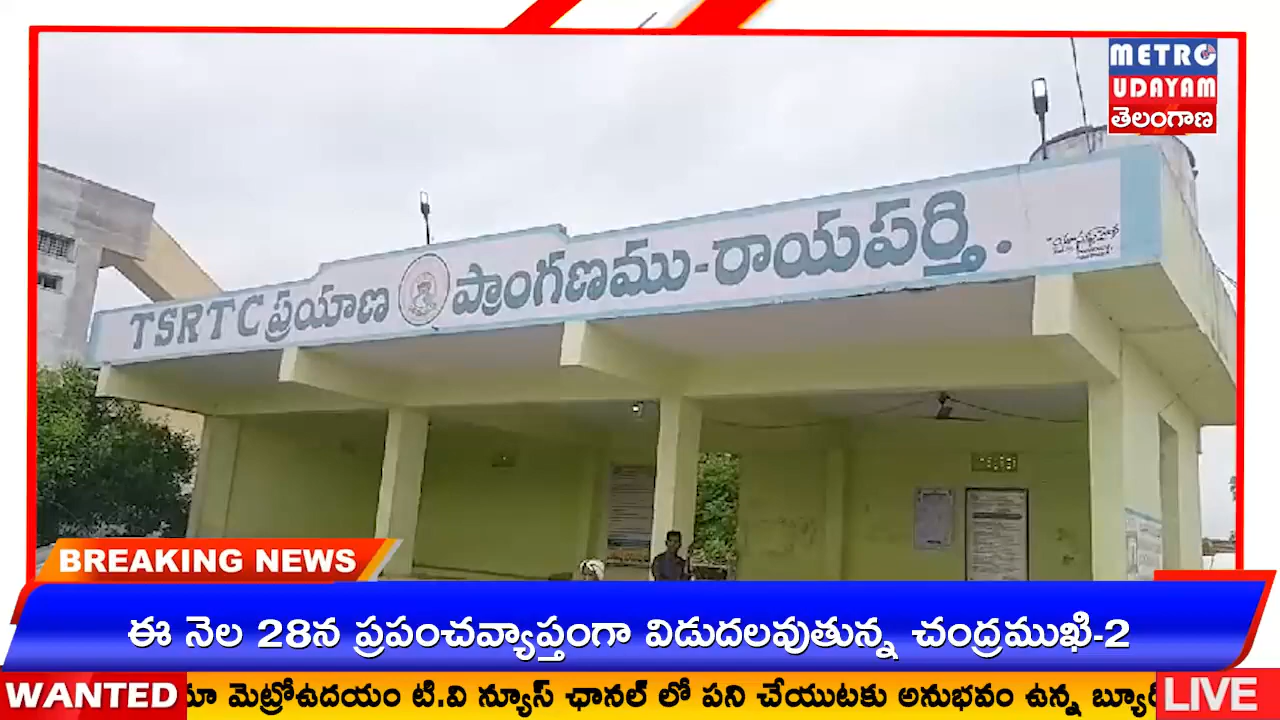 METRO
UDAYAM
తెలంగాణ
TSRTC ప్రయాణ ప్రాంగణము-రాయపర్తి.
BREAKING NEWS
ఈ నెల 28న ప్రపంచవ్యాప్తంగా విడుదలవుతున్న చంద్రముఖి-2
WANTED మా మెట్రోఉదయం టి.వి న్యూస్ ఛానల్ లో పని చేయుటకు అనుభవం ఉన్న LIVE